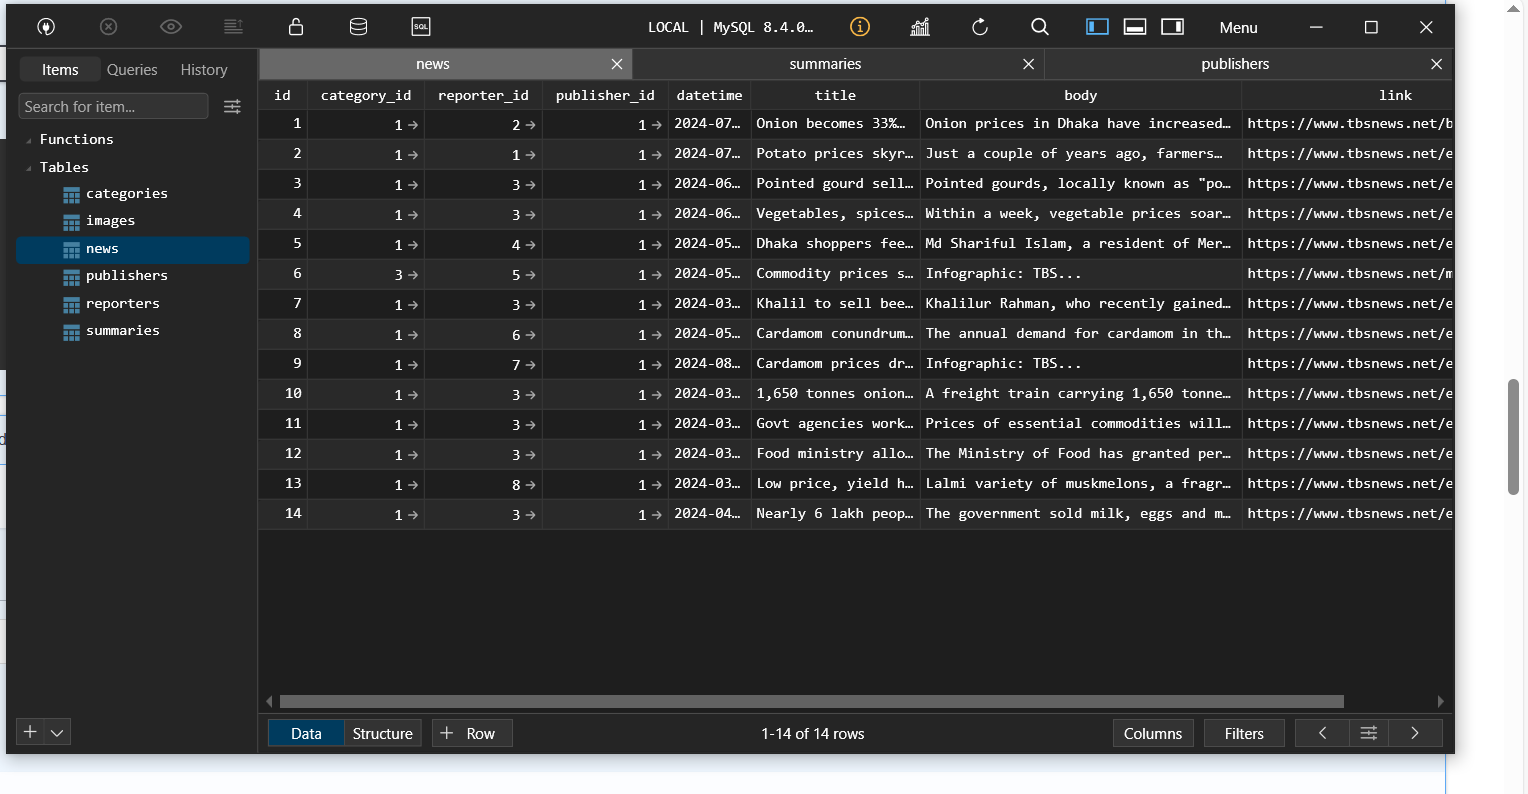 SQL LOCAL | MySQL 8.4.0… Menu
Items Queries History
news summaries publishers
Search for item...
Functions
Tables
categories
images
news
publishers
reporters
summaries
id category_id reporter_id publisher_id datetime title body link
1 1 → 2 → 1 → 2024-07… Onion becomes 33%… Onion prices in Dhaka have increased… https://www.tbsnews.net/b
2 1 → 1 → 1 → 2024-07… Potato prices skyr… Just a couple of years ago, farmers… https://www.tbsnews.net/e
3 1 → 3 → 1 → 2024-06… Pointed gourd sell… Pointed gourds, locally known as "po… https://www.tbsnews.net/e
4 1 → 3 → 1 → 2024-06… Vegetables, spices… Within a week, vegetable prices soar… https://www.tbsnews.net/e
5 1 → 4 → 1 → 2024-05… Dhaka shoppers fee… Md Shariful Islam, a resident of Mer… https://www.tbsnews.net/e
6 3 → 5 → 1 → 2024-05… Commodity prices s… Infographic: TBS... https://www.tbsnews.net/m
7 1 → 3 → 1 → 2024-03… Khalil to sell bee… Khalilur Rahman, who recently gained… https://www.tbsnews.net/e
8 1 → 6 → 1 → 2024-05… Cardamom conundrum… The annual demand for cardamom in th… https://www.tbsnews.net/e
9 1 → 7 → 1 → 2024-08… Cardamom prices dr… Infographic: TBS... https://www.tbsnews.net/e
10 1 → 3 → 1 → 2024-03… 1,650 tonnes onion… A freight train carrying 1,650 tonne… https://www.tbsnews.net/e
11 1 → 3 → 1 → 2024-03… Govt agencies work… Prices of essential commodities will… https://www.tbsnews.net/e
12 1 → 3 → 1 → 2024-03… Food ministry allo… The Ministry of Food has granted per… https://www.tbsnews.net/e
13 1 → 8 → 1 → 2024-03… Low price, yield h… Lalmi variety of muskmelons, a fragr… https://www.tbsnews.net/e
14 1 → 3 → 1 → 2024-04… Nearly 6 lakh peop… The government sold milk, eggs and m… https://www.tbsnews.net/e
Data Structure + Row 1-14 of 14 rows Columns Filters